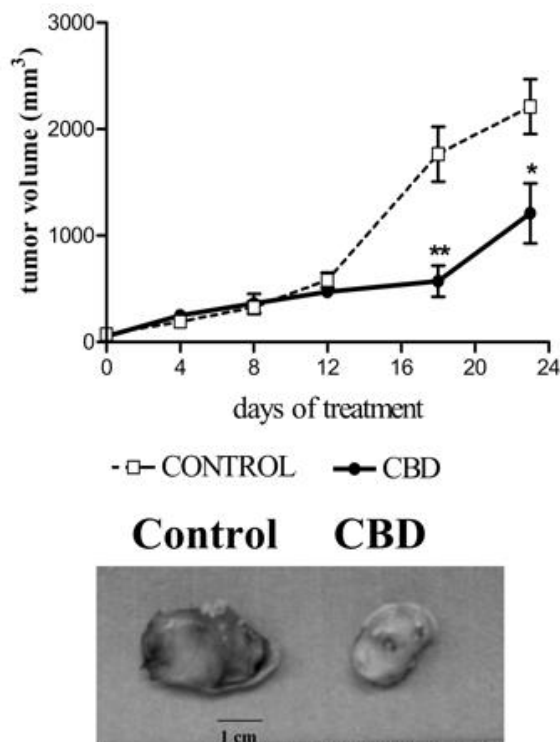 3000
2000
1000
0
tumor volume (mm³)
**
*
0 4 8 12 16 20 24
days of treatment
CONTROL CBD
Control CBD
1 cm